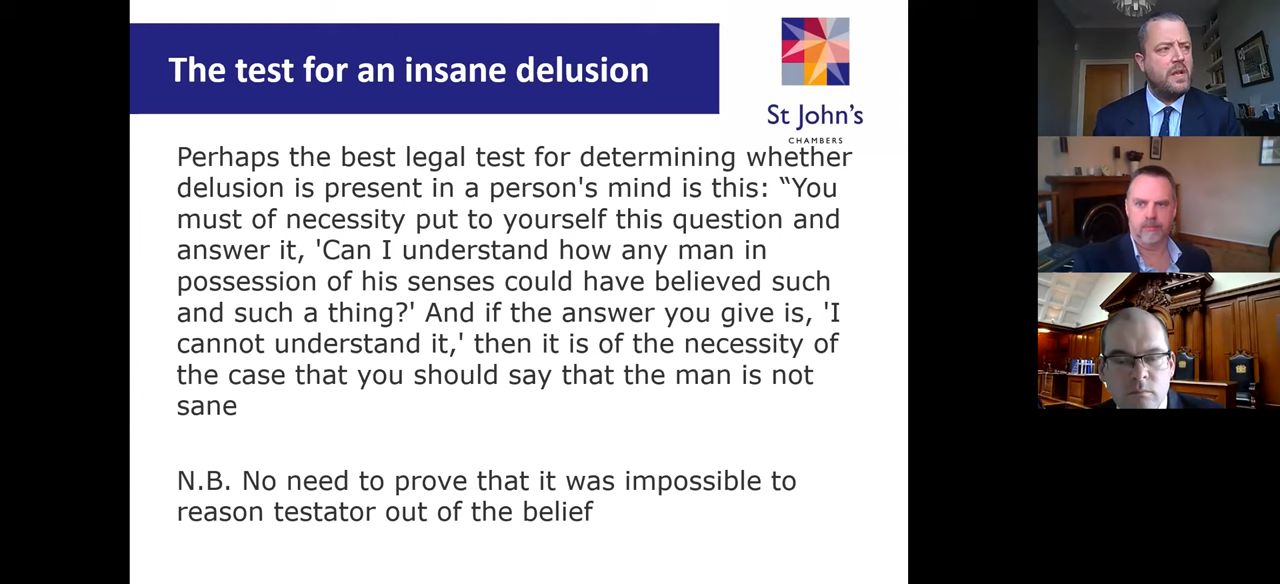 The test for an insane delusion
St John's
CHAMBERS
Perhaps the best legal test for determining whether
delusion is present in a person's mind is this: “You
must of necessity put to yourself this question and
answer it, 'Can I understand how any man in
possession of his senses could have believed such
and such a thing?' And if the answer you give is, 'I
cannot understand it,' then it is of the necessity of
the case that you should say that the man is not
sane
N.B. No need to prove that it was impossible to
reason testator out of the belief